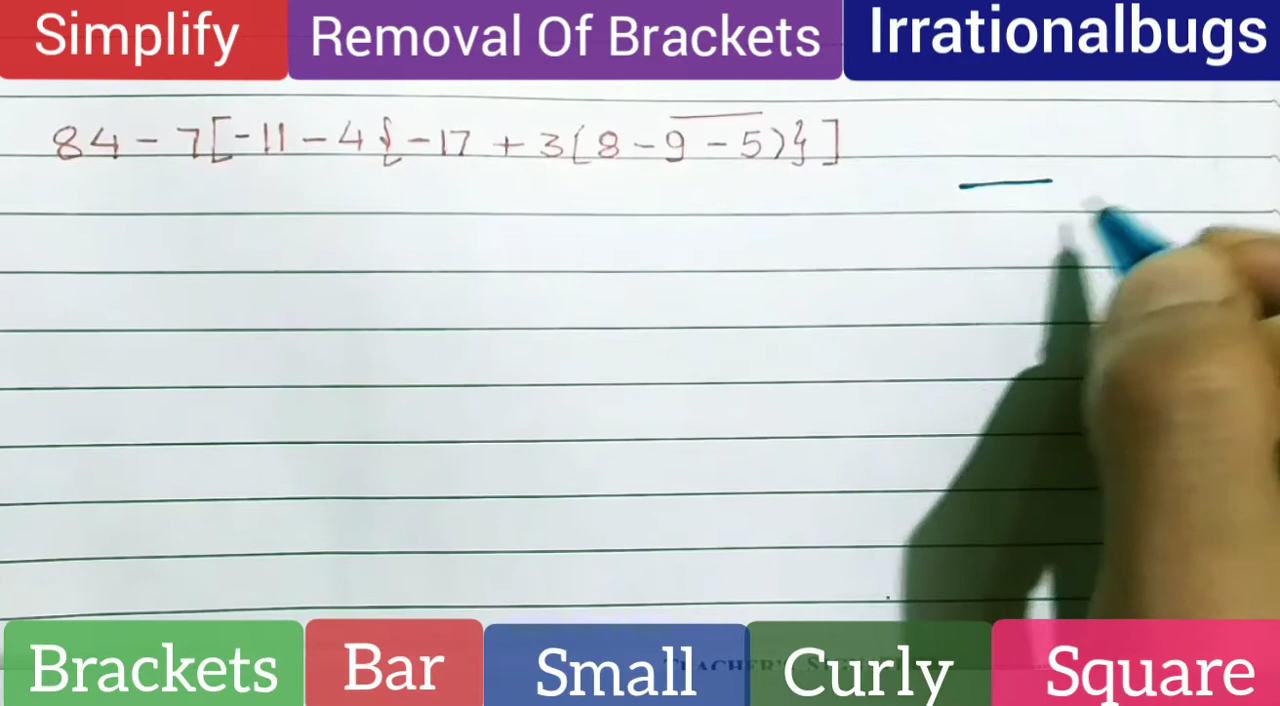 Simplify Removal Of Brackets Irrationalbugs
84 - 7[-11 - 4{-17 + 3(8 - 9 - 5)}]
Brackets Bar Small Curly Square